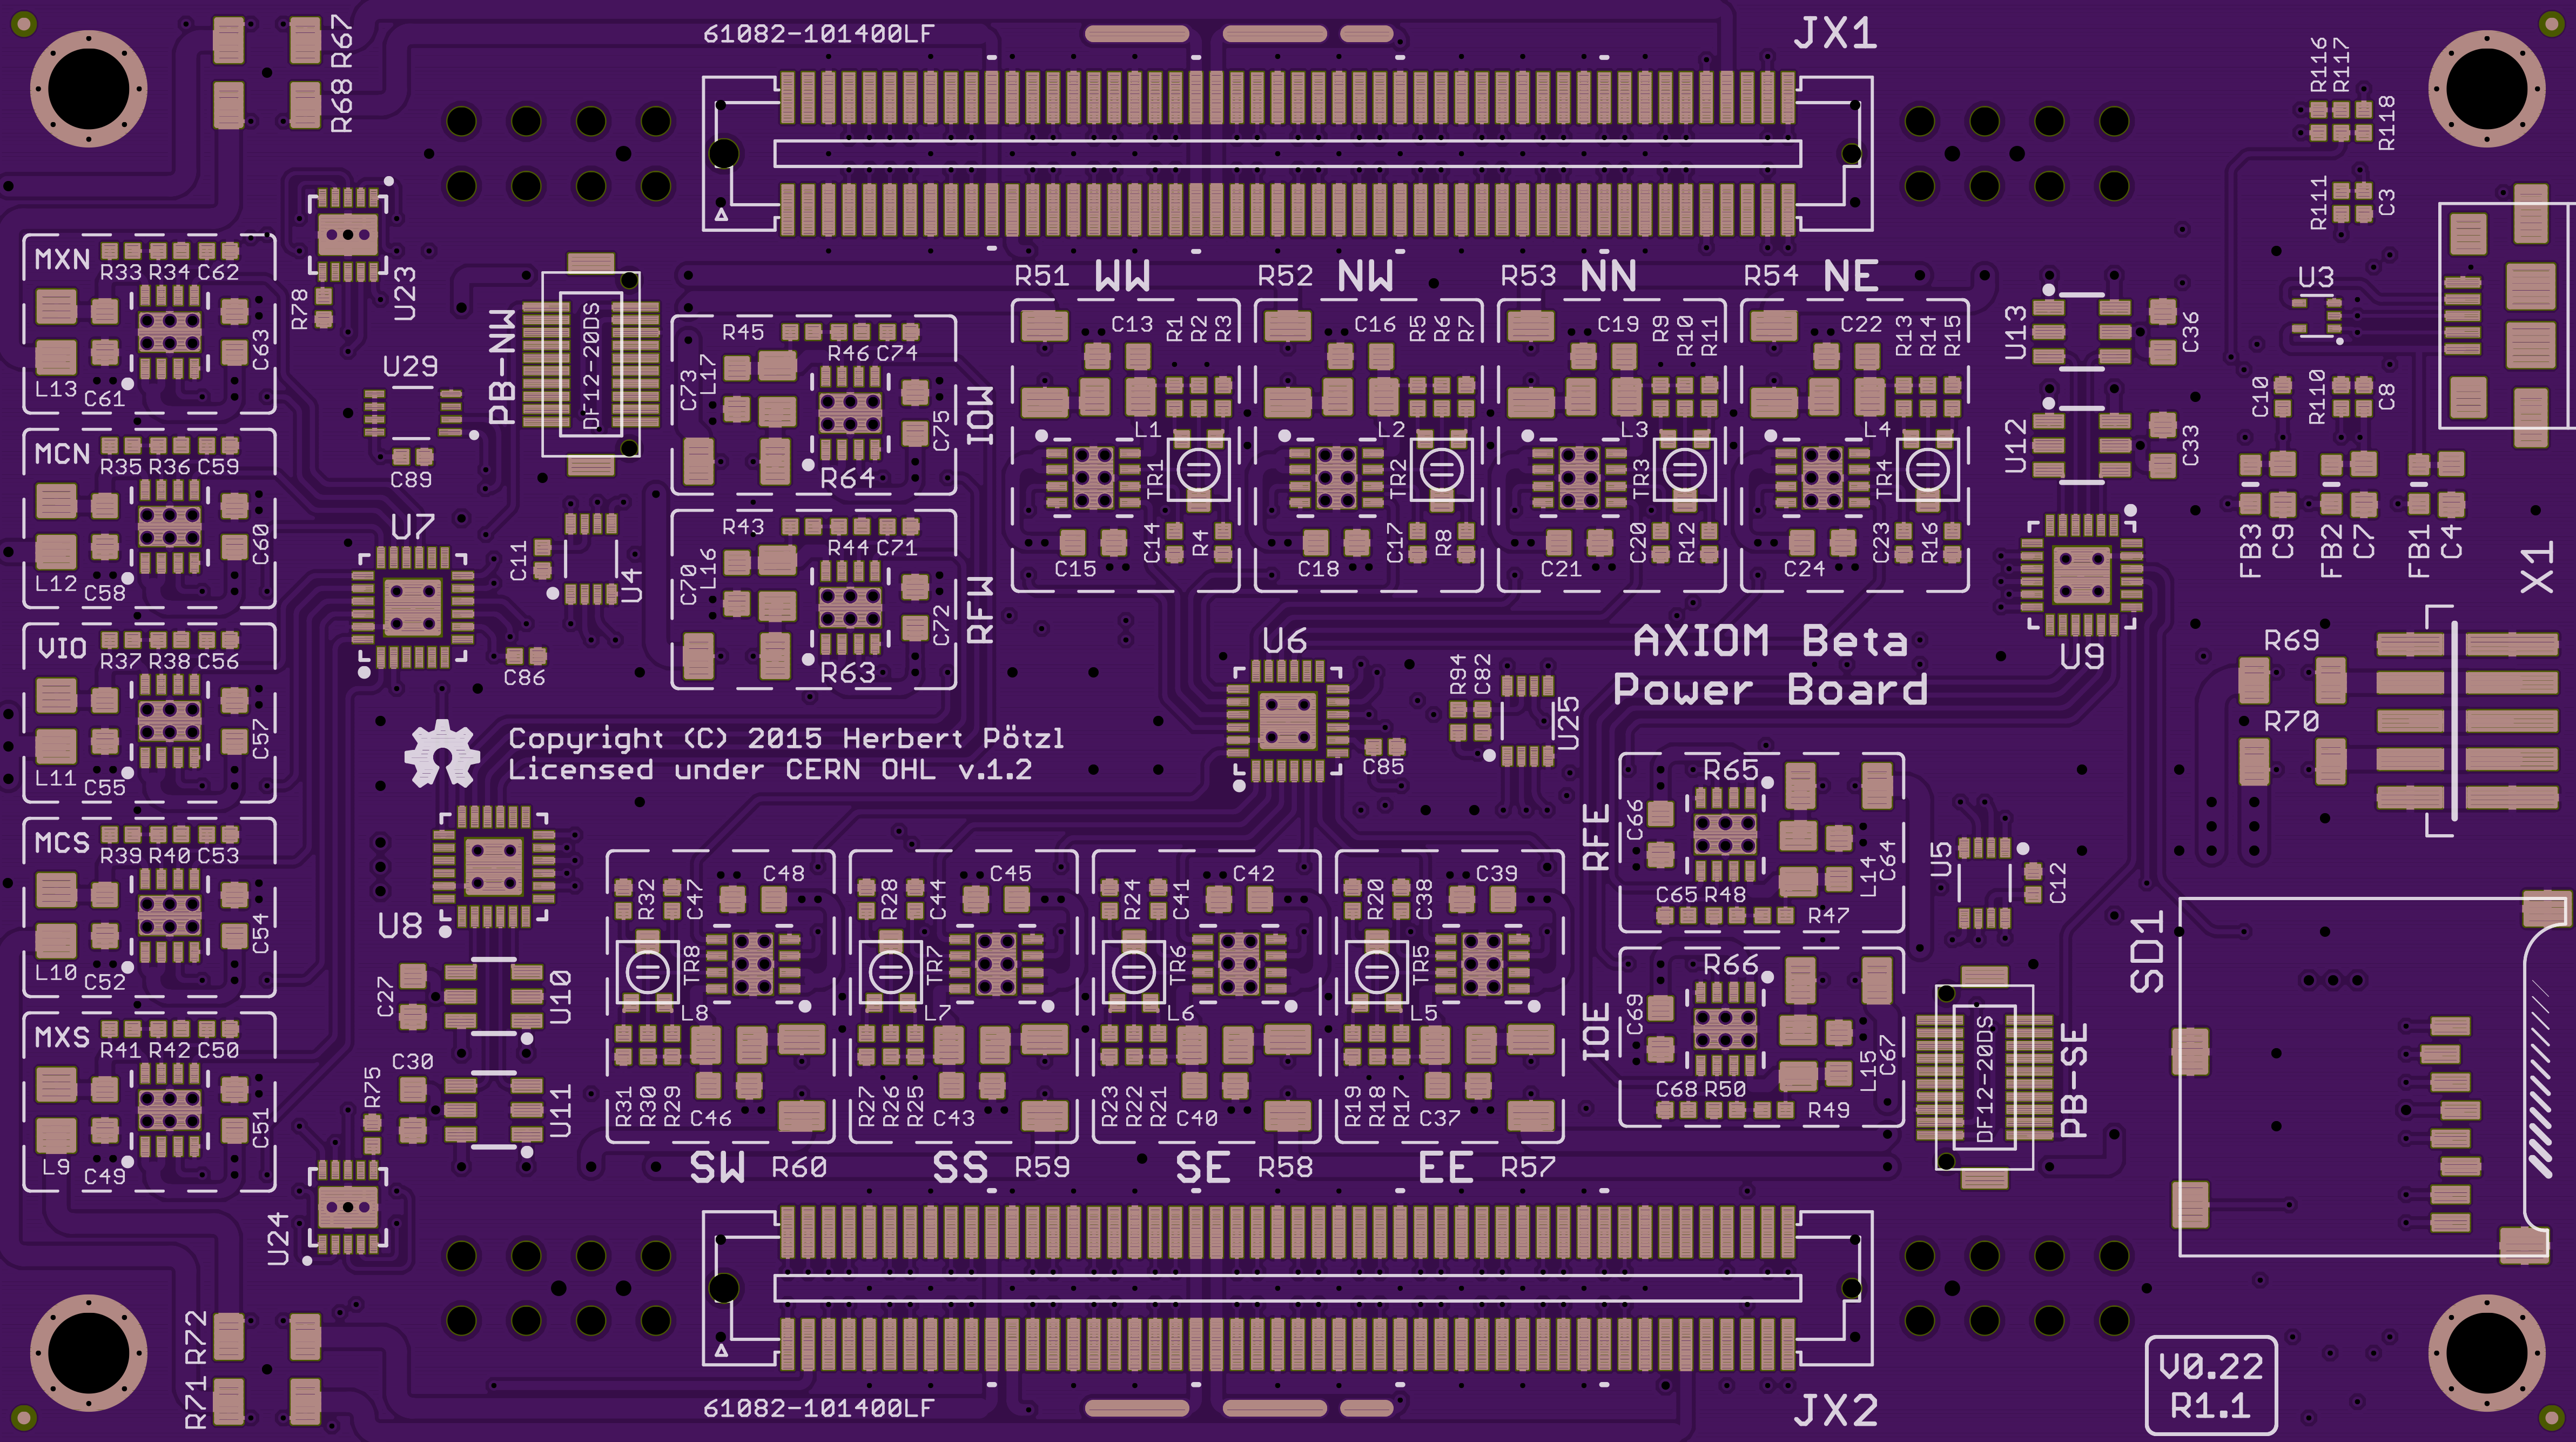 61082-101400LF
JX1
R67
R68
R116
R117
R118
R111
C3
U3
U23
R78
MXN
R33 R34 C62
C63
L13
C61
U29
C89
PB-NW
DF12-20DS
R45
R46 C74
C73
L17
C75
R64
IOW
R51 WW
C13
R1
R2
R3
L1
TR1
C14
R4
C15
R52 NW
C16
R5
R6
R7
L2
TR2
C17
R8
C18
R53 NN
C19
R9
R10
R11
L3
TR3
C20
R12
C21
R54 NE
C22
R13
R14
R15
L4
TR4
C23
R16
C24
U13
C36
U12
C33
U9
C10
R110
C8
FB3
C9
FB2
C7
FB1
C4
X1
MCN
R35 R36 C59
C60
L12
C58
U7
C11
U4
C86
R43
R44 C71
C70
L16
C72
R63
RFW
VIO
R37 R38 C56
C57
L11
C55
Copyright (C) 2015 Herbert Pötzl
Licensed under CERN OHL v.1.2
U6
C85
R94
C82
U25
AXIOM Beta
Power Board
R69
R70
MCS
R39 R40 C53
C54
L10
C52
U8
C27
U10
C30
U11
R75
MXS
R41 R42 C50
C51
L9
C49
U24
R32
C47
C48
TR8
L8
R31
R30
R29
C46
SW R60
R28
C44
C45
TR7
L7
R27
R26
R25
C43
SS R59
R24
C41
C42
TR6
L6
R23
R22
R21
C40
SE R58
R20
C38
C39
TR5
L5
R19
R18
R17
C37
EE R57
RFE
R65
C66
C65 R48
R47
L14
C64
IOE
R66
C69
C68 R50
R49
L15
C67
U5
C12
DF12-20DS
PB-SE
SD1
R72
R71
61082-101400LF
JX2
V0.22
R1.1